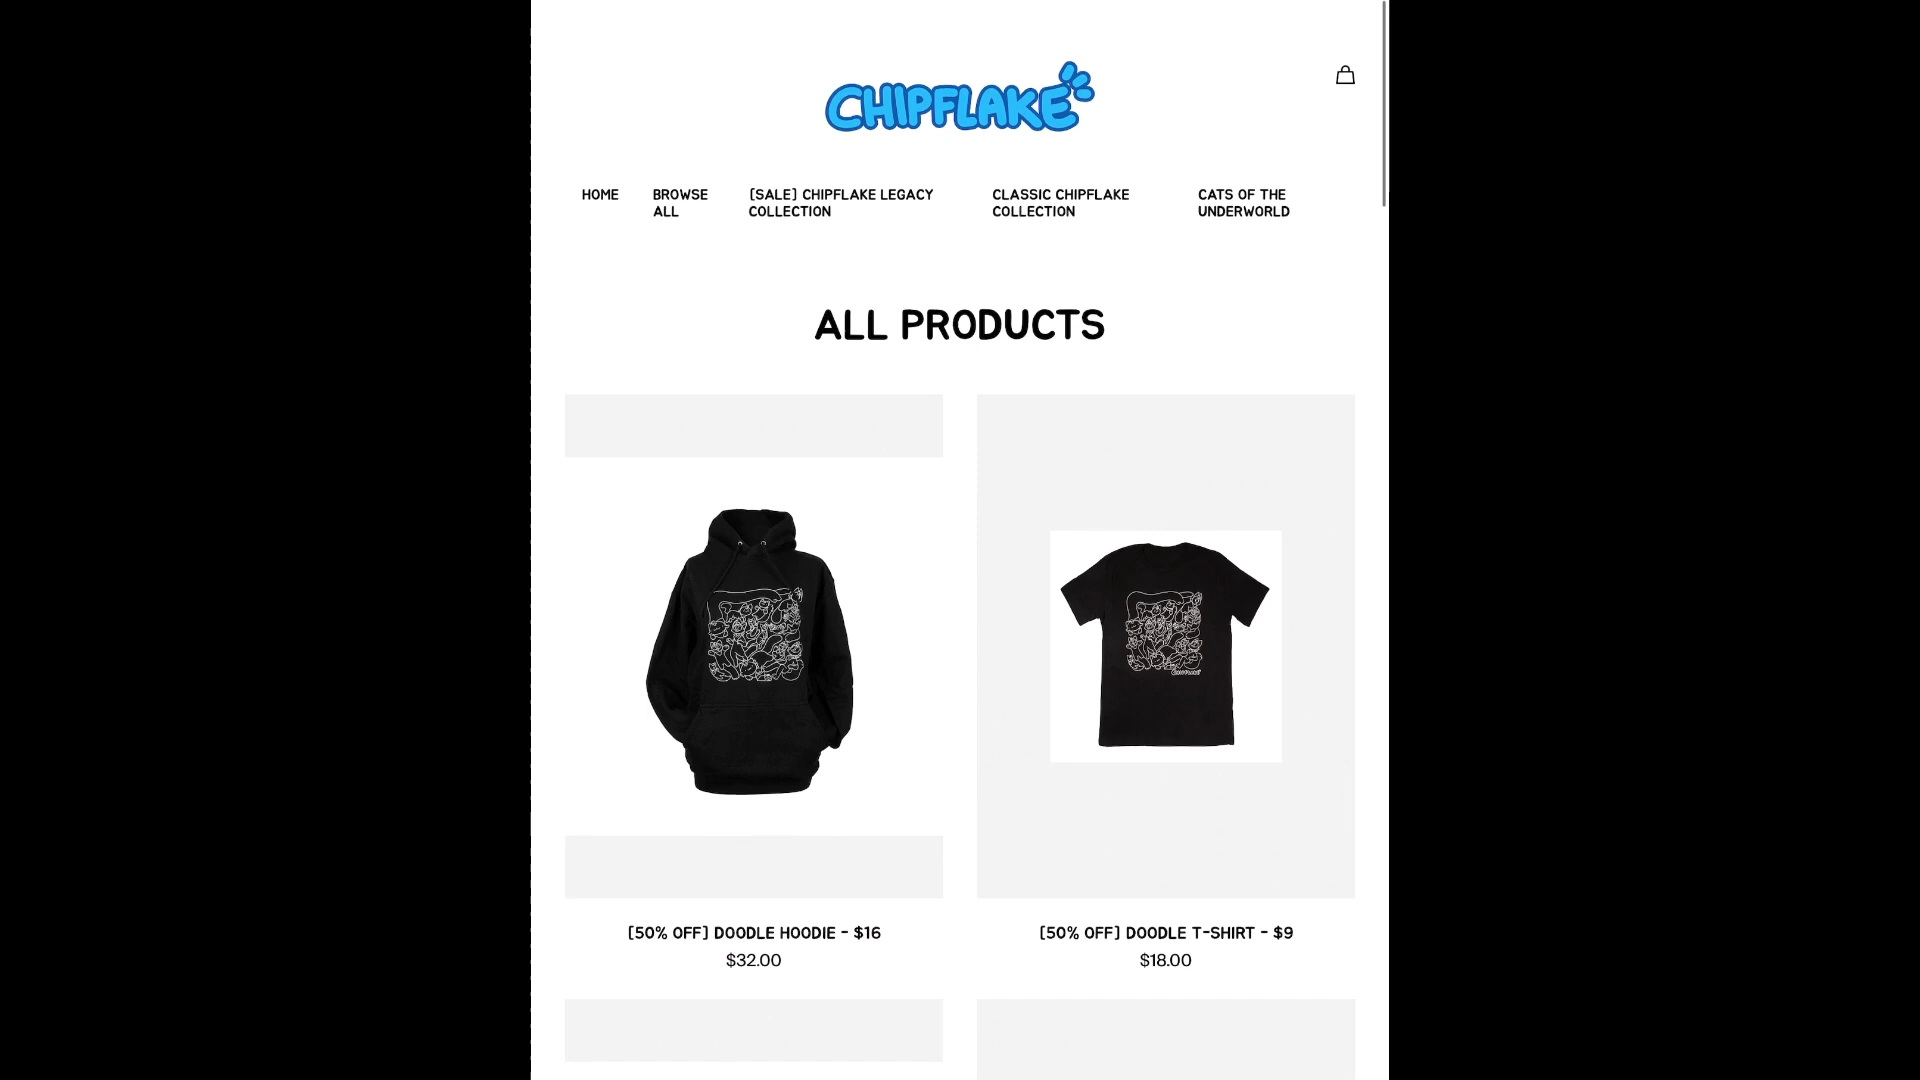 CHIPFLAKE
HOME
BROWSE
ALL
[SALE] CHIPFLAKE LEGACY
COLLECTION
CLASSIC CHIPFLAKE
COLLECTION
CATS OF THE
UNDERWORLD
ALL PRODUCTS
[50% OFF] DOODLE HOODIE - $16
$32.00
[50% OFF] DOODLE T-SHIRT - $9
$18.00